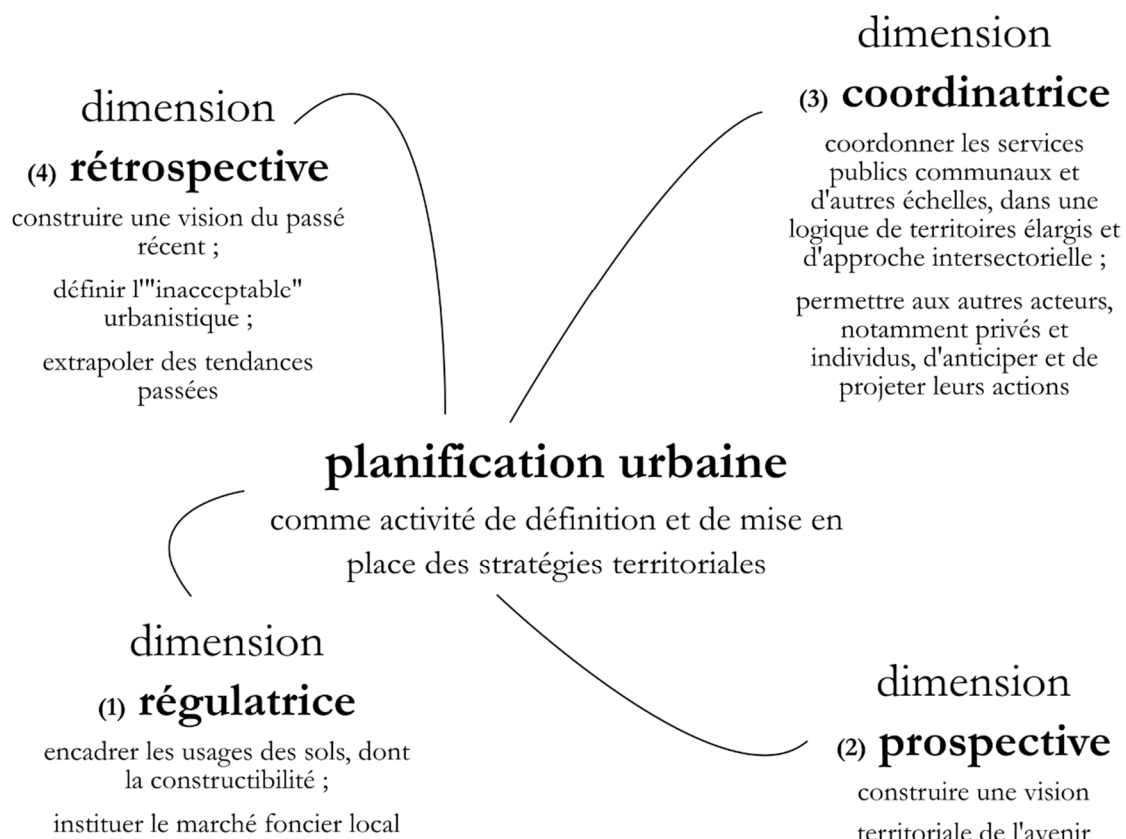 dimension
(4) rétrospective
construire une vision du passé
récent ;
définir l'"inacceptable"
urbanistique ;
extrapoler des tendances
passées
dimension
(3) coordinatrice
coordonner les services
publics communaux et
d'autres échelles, dans une
logique de territoires élargis et
d'approche intersectorielle ;
permettre aux autres acteurs,
notamment privés et
individus, d'anticiper et de
projeter leurs actions
planification urbaine
comme activité de définition et de mise en
place des stratégies territoriales
dimension
(1) régulatrice
encadrer les usages des sols, dont
la constructibilité ;
instituer le marché foncier local
dimension
(2) prospective
construire une vision
territoriale de l'avenir